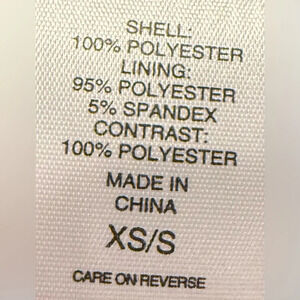 SHELL:
100% POLYESTER
LINING:
95% POLYESTER
5% SPANDEX
CONTRAST:
100% POLYESTER
MADE IN
CHINA
XS/S
CARE ON REVERSE